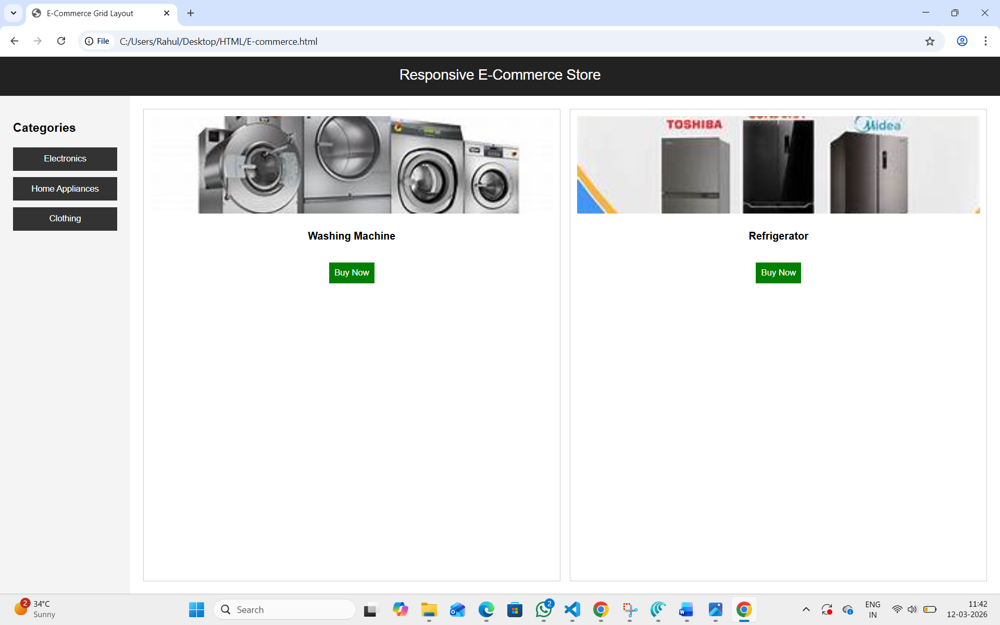 E-Commerce Grid Layout
File
C:/Users/Rahul/Desktop/HTML/E-commerce.html
Responsive E-Commerce Store
Categories
Electronics
Home Appliances
Clothing
TOSHIBA
Midea
Washing Machine
Refrigerator
Buy Now
Buy Now
2
34°C
Sunny
Search
2
ENG
IN
11:42
12-03-2026